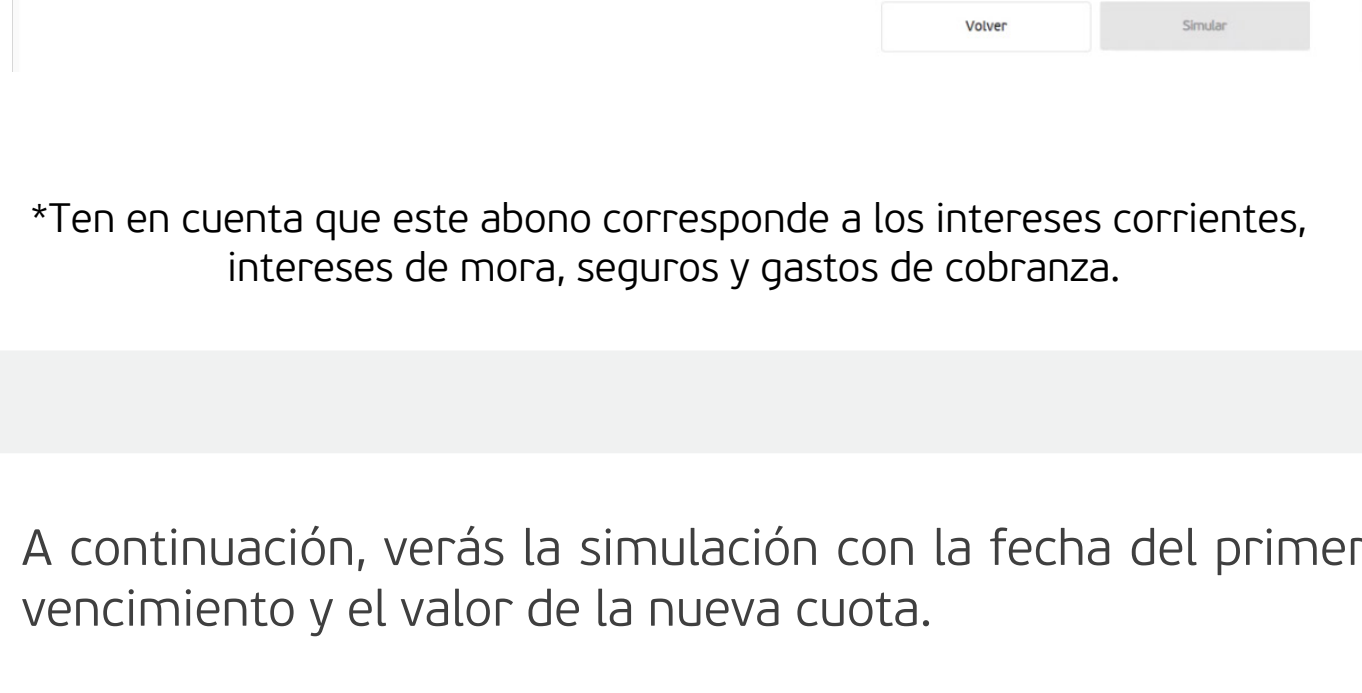 Volver Simular
*Ten en cuenta que este abono corresponde a los intereses corrientes,
intereses de mora, seguros y gastos de cobranza.
A continuación, verás la simulación con la fecha del primer
vencimiento y el valor de la nueva cuota.